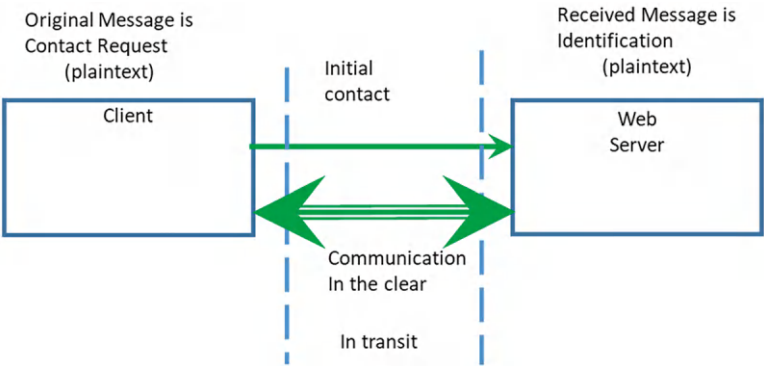 Original Message is
Contact Request
(plaintext)
Received Message is
Identification
(plaintext)
Initial
contact
Client
Web
Server
Communication
In the clear
In transit